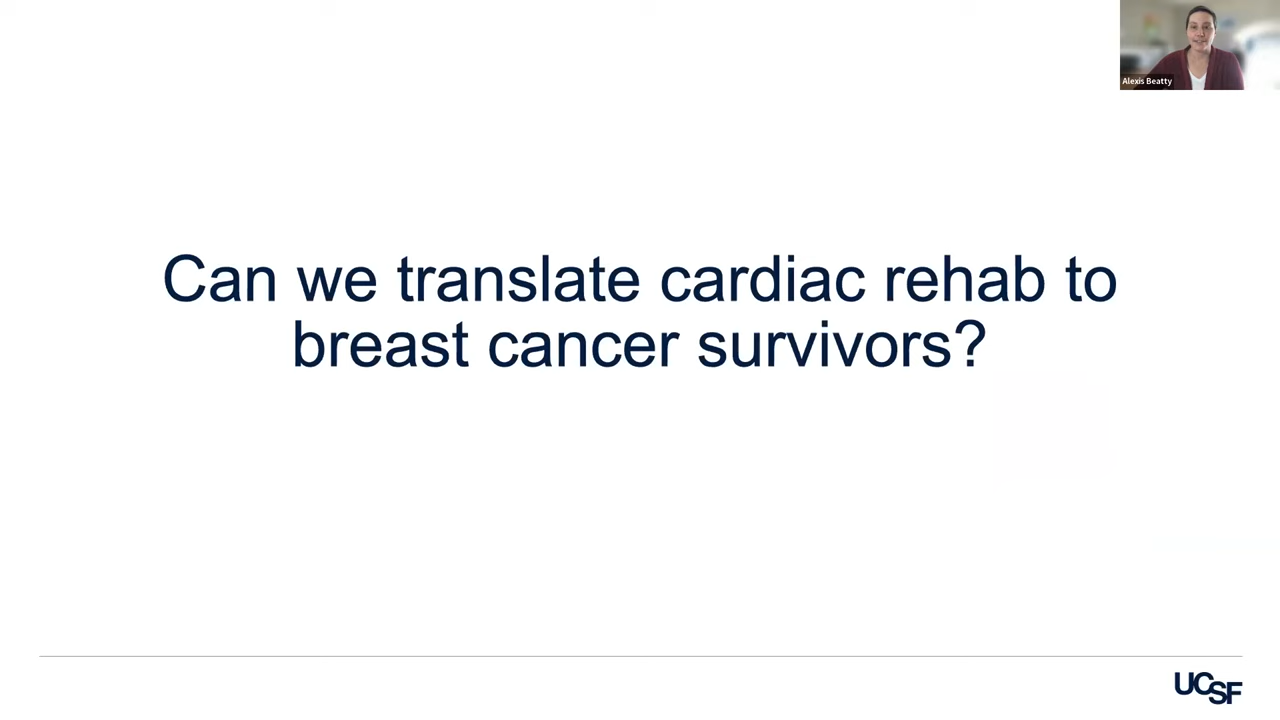 Alexis Beatty
Can we translate cardiac rehab to
breast cancer survivors?
UCSF